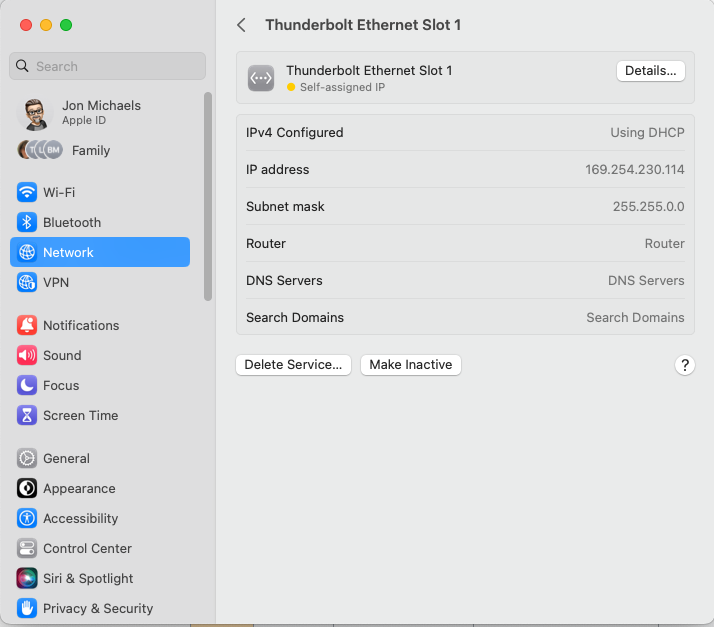 Thunderbolt Ethernet Slot 1
Search
Jon Michaels
Apple ID
BM
Family
Wi-Fi
Bluetooth
Network
VPN
Notifications
Sound
Focus
Screen Time
General
Appearance
Accessibility
Control Center
Siri & Spotlight
Privacy & Security
Thunderbolt Ethernet Slot 1
Self-assigned IP
Details...
IPv4 Configured Using DHCP
IP address 169.254.230.114
Subnet mask 255.255.0.0
Router Router
DNS Servers DNS Servers
Search Domains Search Domains
Delete Service... Make Inactive ?